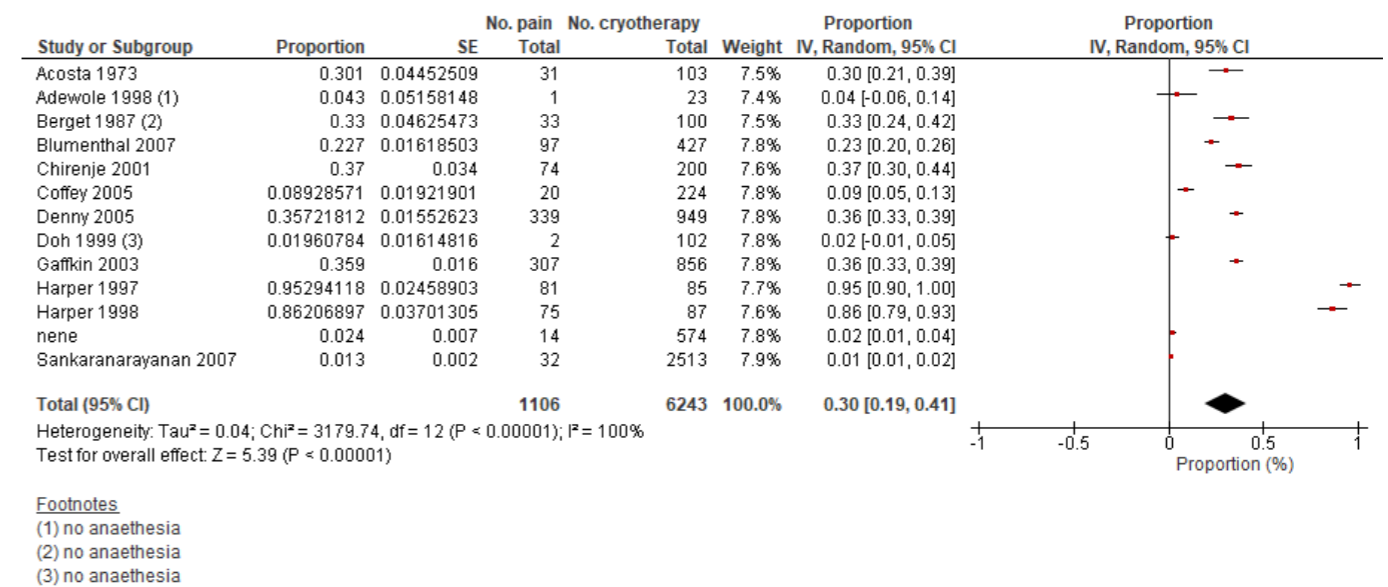 No. pain No. cryotherapy Proportion Proportion
Study or Subgroup Proportion SE Total Total Weight IV, Random, 95% CI IV, Random, 95% CI
Acosta 1973 0.301 0.04452509 31 103 7.5% 0.30 [0.21, 0.39]
Adewole 1998 (1) 0.043 0.05158148 1 23 7.4% 0.04 [-0.06, 0.14]
Berget 1987 (2) 0.33 0.04625473 33 100 7.5% 0.33 [0.24, 0.42]
Blumenthal 2007 0.227 0.01618503 97 427 7.8% 0.23 [0.20, 0.26]
Chirenje 2001 0.37 0.034 74 200 7.6% 0.37 [0.30, 0.44]
Coffey 2005 0.08928571 0.01921901 20 224 7.8% 0.09 [0.05, 0.13]
Denny 2005 0.35721812 0.01552623 339 949 7.8% 0.36 [0.33, 0.39]
Doh 1999 (3) 0.01960784 0.01614816 2 102 7.8% 0.02 [-0.01, 0.05]
Gaffkin 2003 0.359 0.016 307 856 7.8% 0.36 [0.33, 0.39]
Harper 1997 0.95294118 0.02458903 81 85 7.7% 0.95 [0.90, 1.00]
Harper 1998 0.86206897 0.03701305 75 87 7.6% 0.86 [0.79, 0.93]
nene 0.024 0.007 14 574 7.8% 0.02 [0.01, 0.04]
Sankaranarayanan 2007 0.013 0.002 32 2513 7.9% 0.01 [0.01, 0.02]
Total (95% CI) 1106 6243 100.0% 0.30 [0.19, 0.41]
Heterogeneity: Tau² = 0.04; Chi² = 3179.74, df = 12 (P < 0.00001); I² = 100%
Test for overall effect: Z = 5.39 (P < 0.00001)
-1 -0.5 0 0.5 1
Proportion (%)
Footnotes
(1) no anaethesia
(2) no anaethesia
(3) no anaethesia